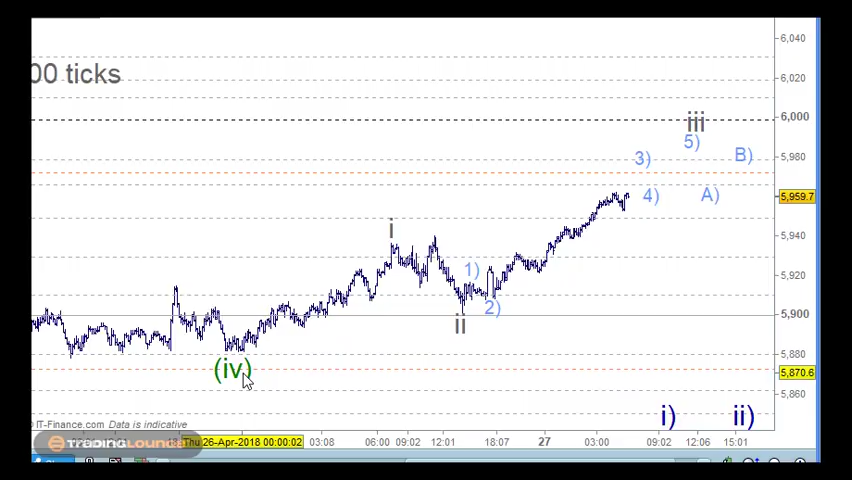 6,040
00 ticks
6,020
6,000
iii
5)
5,980
3)
B)
4)
A)
5,959.7
5,940
i
1)
5,920
2)
5,900
ii
5,880
(iv)
5,870.6
5,860
i)
ii)
© IT-Finance.com Data is indicative
TRADINGLOUNGE
Thu 26-Apr-2018 00:00:02 03:08 06:00 09:02 12:01 18:07 27 03:00 09:02 12:06 15:01